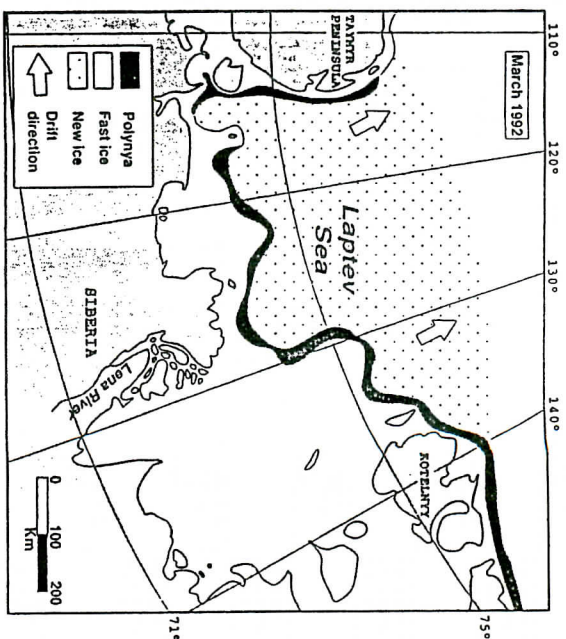 March 1992
110°
120°
130°
140°
75°
71°
TAYMYR
PENINSULA
Laptev
Sea
KOTELNYY
SIBERIA
Lena River
Polynya
Fast ice
New ice
Drift
direction
0 100 200
Km